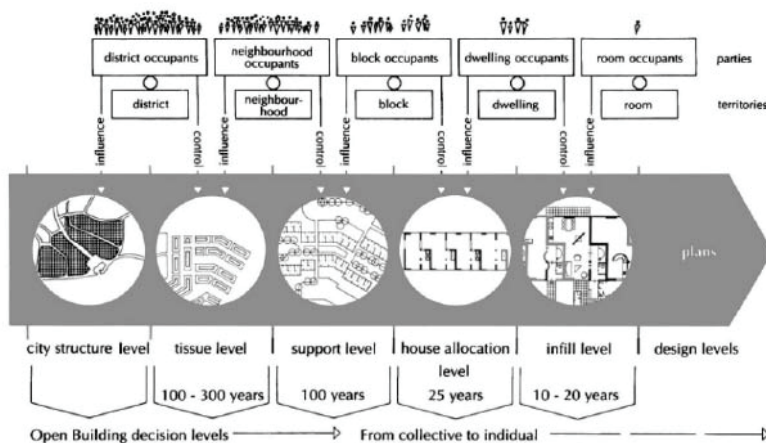 district occupants
neighbourhood
occupants
block occupants
dwelling occupants
room occupants
parties
district
neighbour-
hood
block
dwelling
room
territories
influence
control
influence
control
influence
control
influence
control
influence
plans
city structure level
tissue level
support level
house allocation
level
infill level
design levels
100 - 300 years
100 years
25 years
10 - 20 years
Open Building decision levels
From collective to indidual